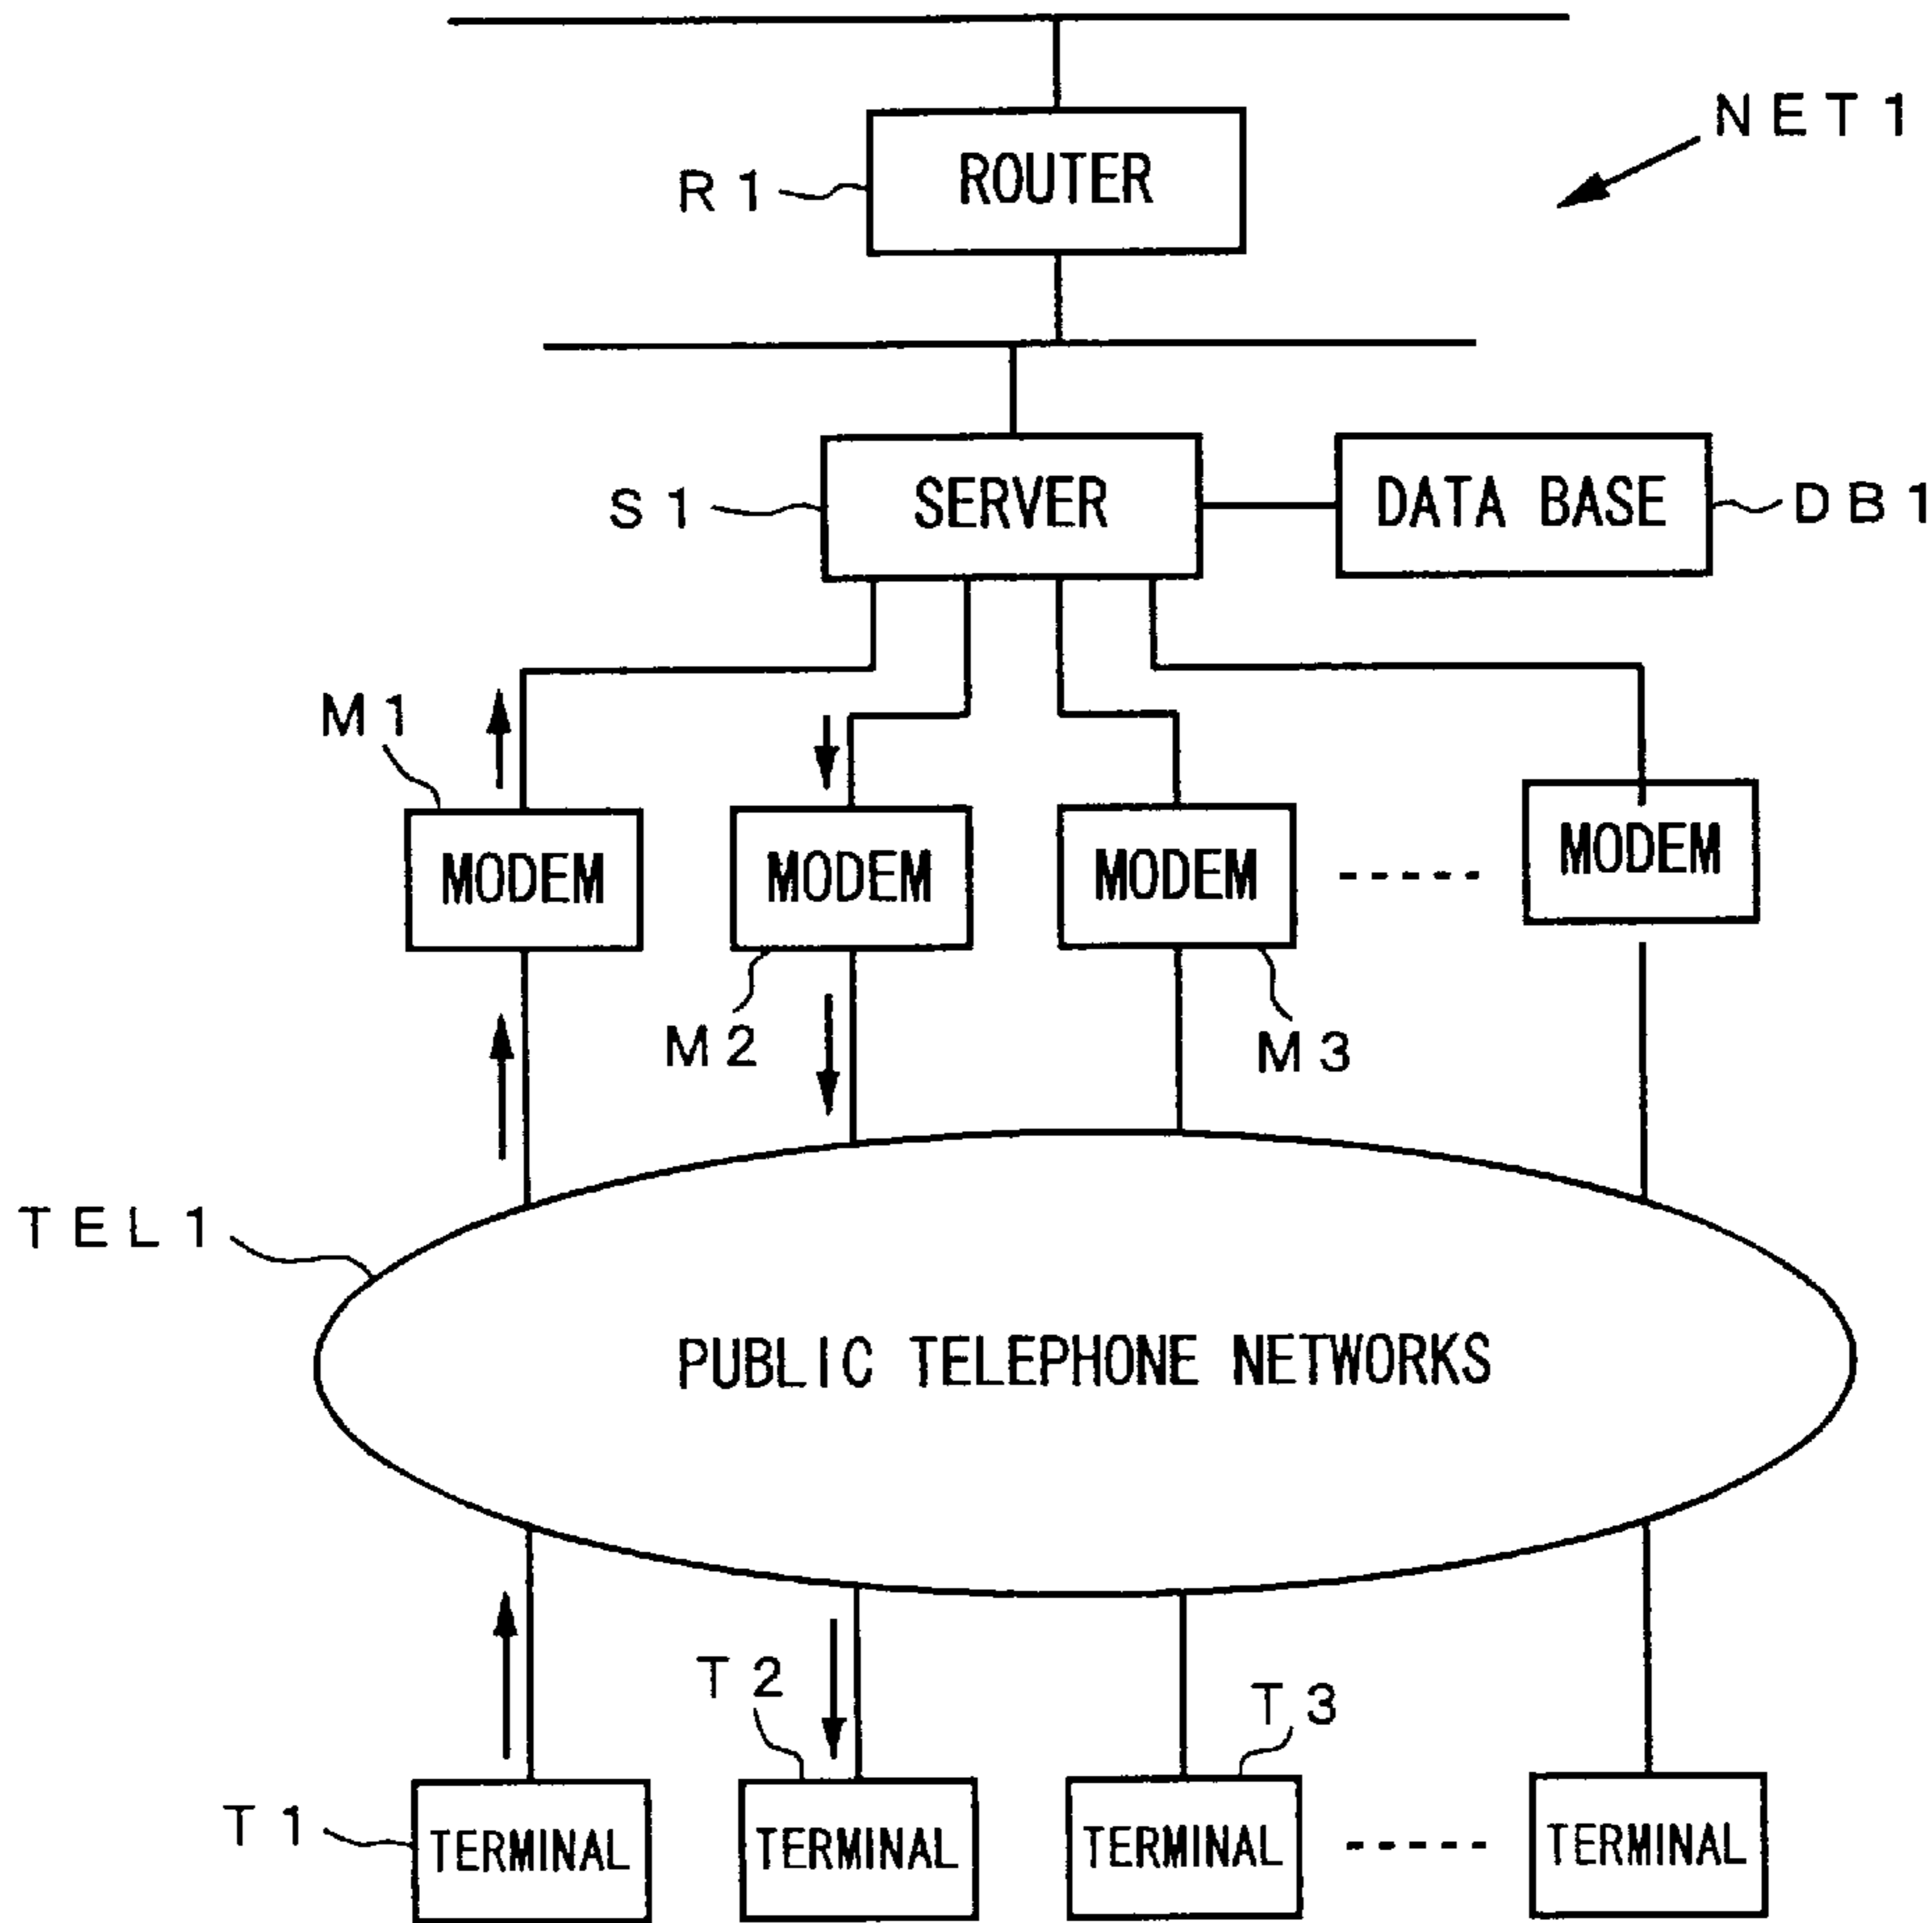 NET1
R1
ROUTER
S1
SERVER
DATA BASE
DB1
M1
MODEM
MODEM
MODEM
-----
MODEM
M2
M3
TEL1
PUBLIC TELEPHONE NETWORKS
T2
T3
T1
TERMINAL
TERMINAL
TERMINAL
-----
TERMINAL